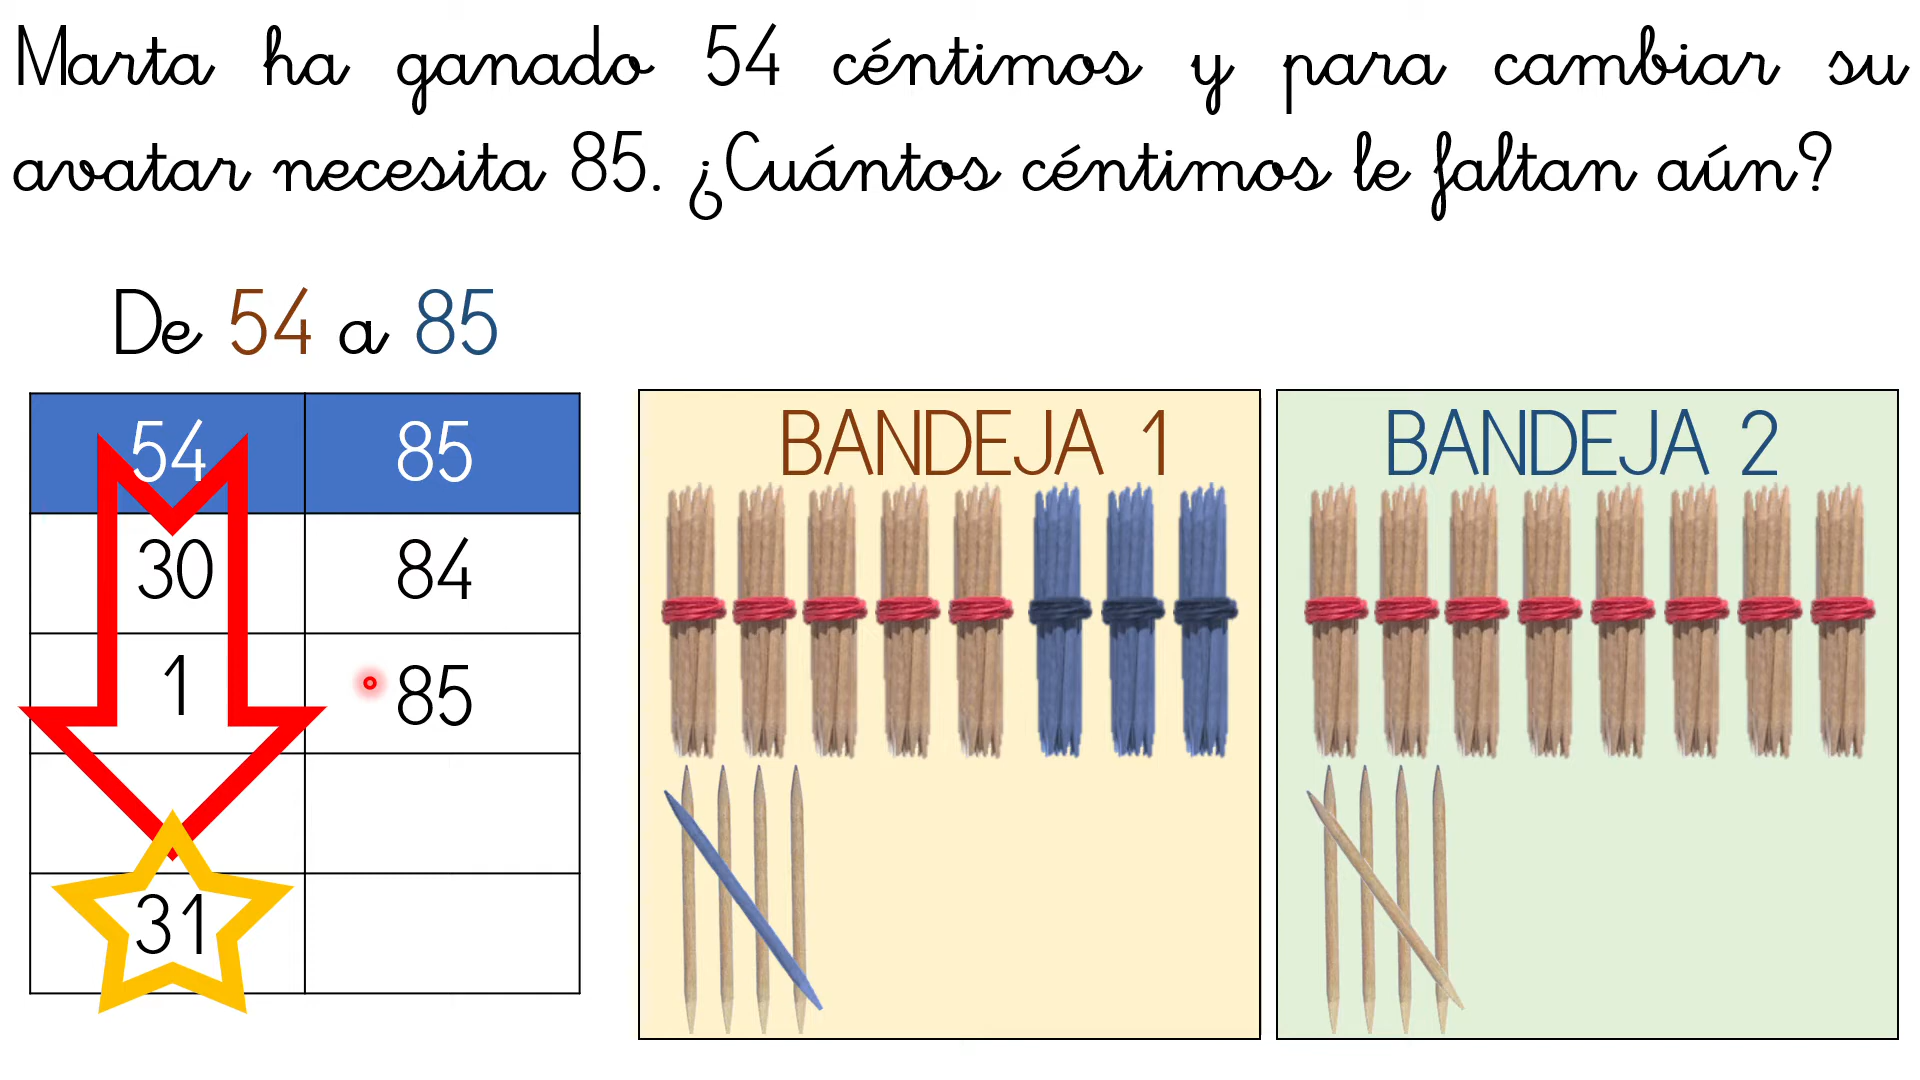 Marta ha ganado 54 céntimos y para cambiar su
avatar necesita 85. ¿Cuántos céntimos le faltan aún?
De 54 a 85
54 85
30 84
1 85
31
BANDEJA 1
BANDEJA 2